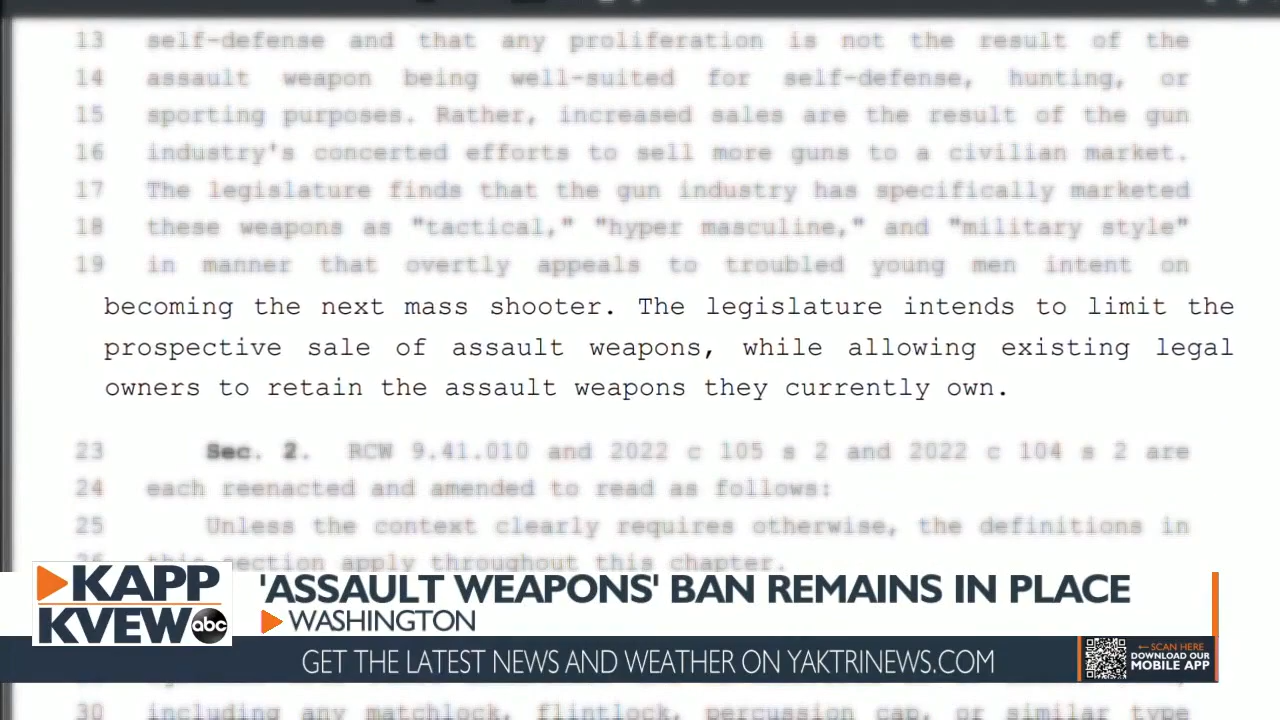 13 self-defense and that any proliferation is not the result of the
14 assault weapon being well-suited for self-defense, hunting, or
15 sporting purposes. Rather, increased sales are the result of the gun
16 industry's concerted efforts to sell more guns to a civilian market.
17 The legislature finds that the gun industry has specifically marketed
18 these weapons as "tactical," "hyper masculine," and "military style"
19 in manner that overtly appeals to troubled young men intent on
becoming the next mass shooter. The legislature intends to limit the
prospective sale of assault weapons, while allowing existing legal
owners to retain the assault weapons they currently own.
23 Sec. 2. RCW 9.41.010 and 2022 c 105 s 2 and 2022 c 104 s 2 are
24 each reenacted and amended to read as follows:
25 Unless the context clearly requires otherwise, the definitions in
26 this section apply throughout this chapter.
KAPP
KVEW abc
'ASSAULT WEAPONS' BAN REMAINS IN PLACE
WASHINGTON
GET THE LATEST NEWS AND WEATHER ON YAKTRINEWS.COM
←SCAN HERE
DOWNLOAD OUR
MOBILE APP
30 including any matchlock, flintlock, percussion cap, or similar type